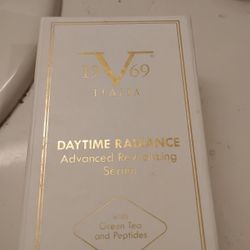 19 V 69
ITALIA
DAYTIME RADIANCE
Advanced Revitalizing
Serum
with
Green Tea
and Peptides